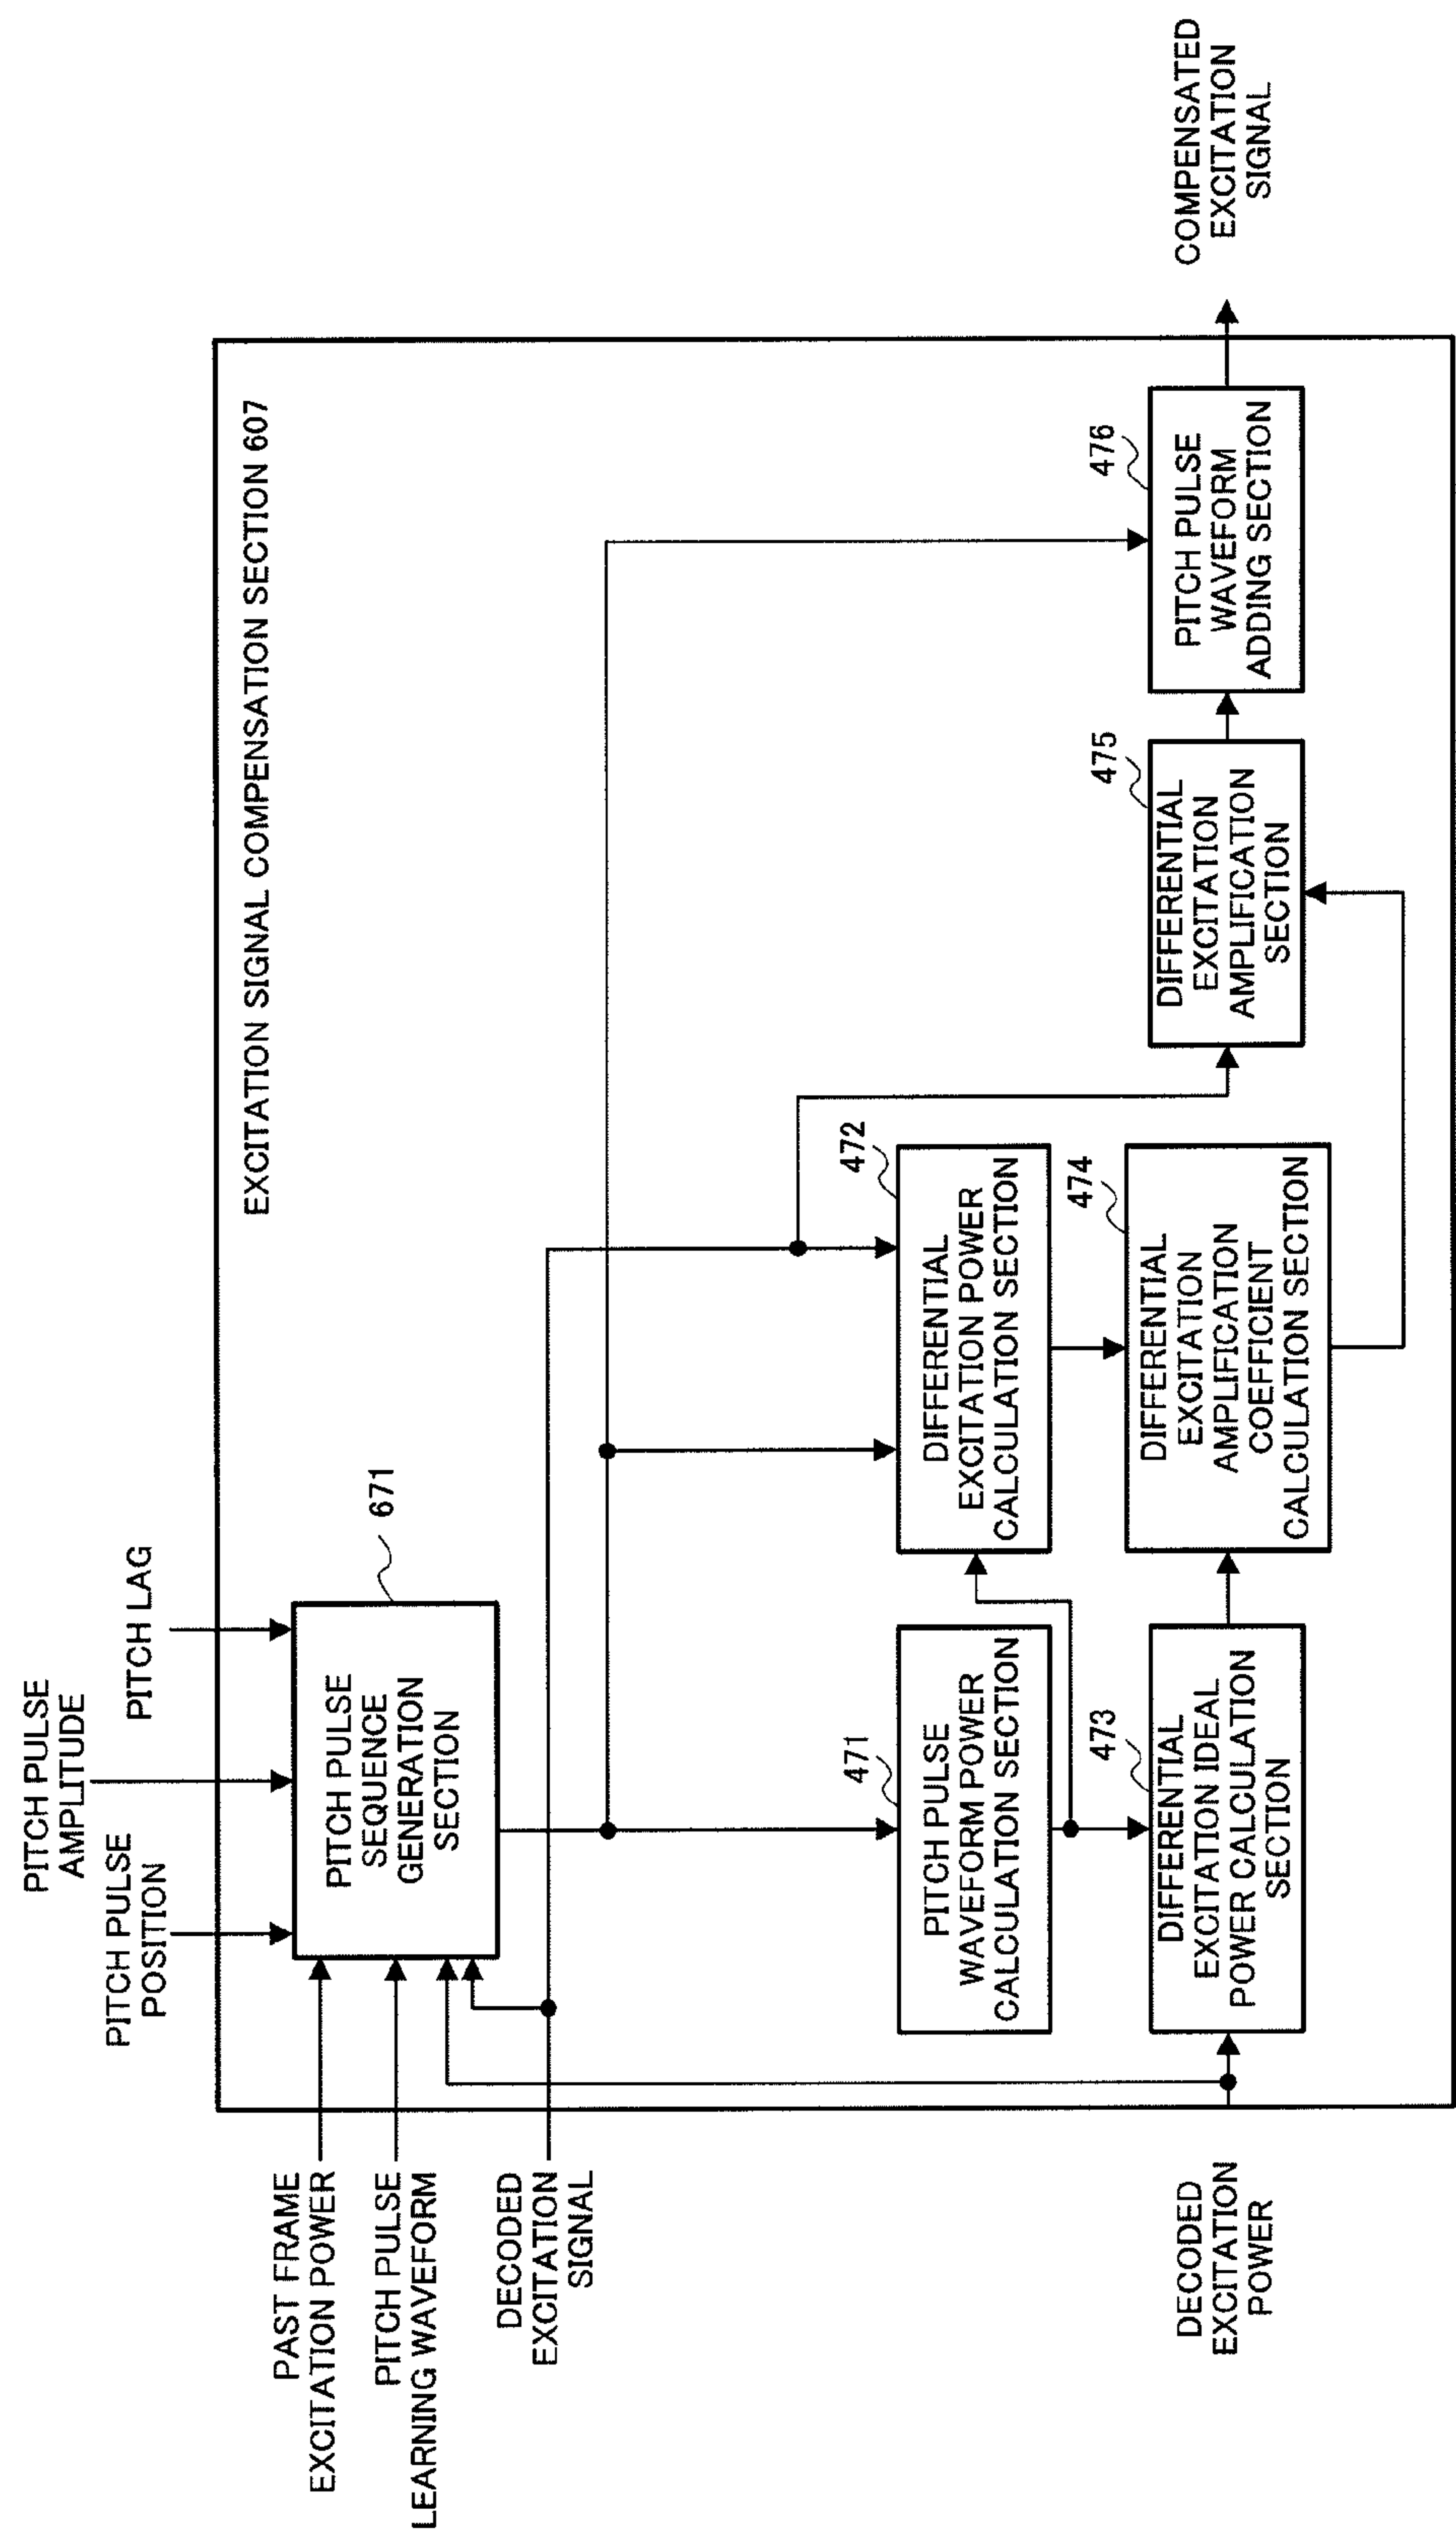 PITCH PULSE
AMPLITUDE
PITCH PULSE
POSITION
PITCH LAG
PAST FRAME
EXCITATION POWER
PITCH PULSE
LEARNING WAVEFORM
DECODED
EXCITATION
SIGNAL
DECODED
EXCITATION
POWER
EXCITATION SIGNAL COMPENSATION SECTION 607
PITCH PULSE
SEQUENCE
GENERATION
SECTION
671
471
PITCH PULSE
WAVEFORM POWER
CALCULATION SECTION
472
DIFFERENTIAL
EXCITATION POWER
CALCULATION SECTION
473
DIFFERENTIAL
EXCITATION IDEAL
POWER CALCULATION
SECTION
474
DIFFERENTIAL
EXCITATION
AMPLIFICATION
COEFFICIENT
CALCULATION SECTION
475
DIFFERENTIAL
EXCITATION
AMPLIFICATION
SECTION
476
PITCH PULSE
WAVEFORM
ADDING SECTION
COMPENSATED
EXCITATION
SIGNAL